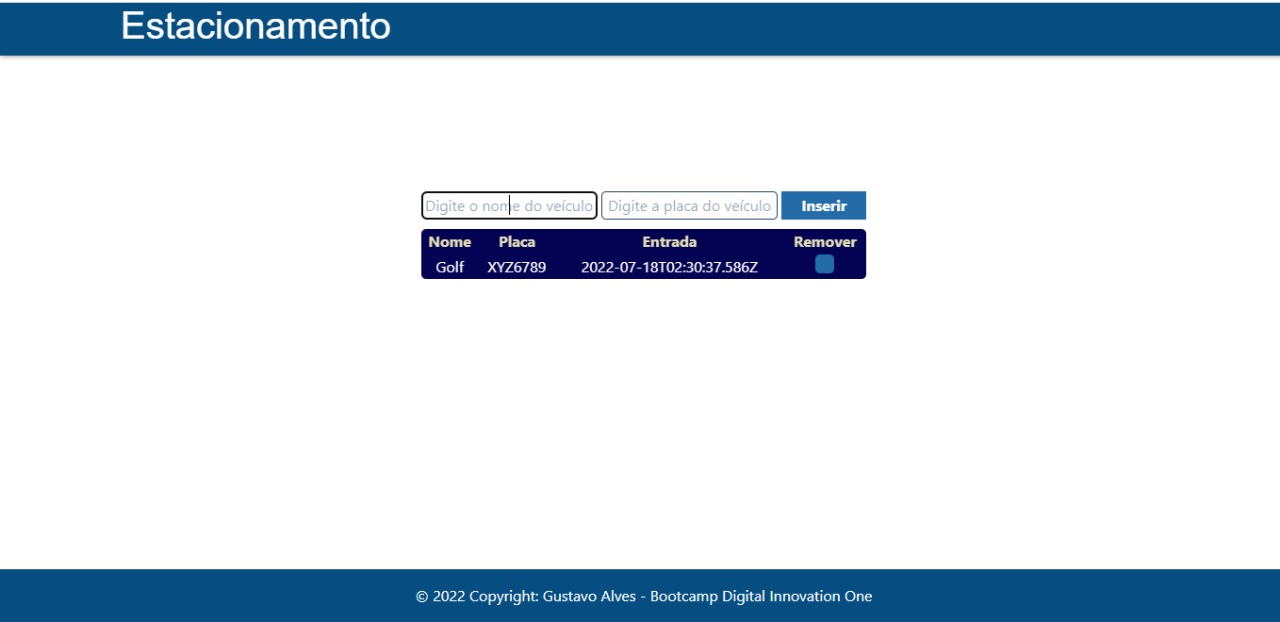 Estacionamento
Digite o nome do veículo Digite a placa do veículo Inserir
Nome Placa Entrada Remover
Golf XYZ6789 2022-07-18T02:30:37.586Z
© 2022 Copyright: Gustavo Alves - Bootcamp Digital Innovation One